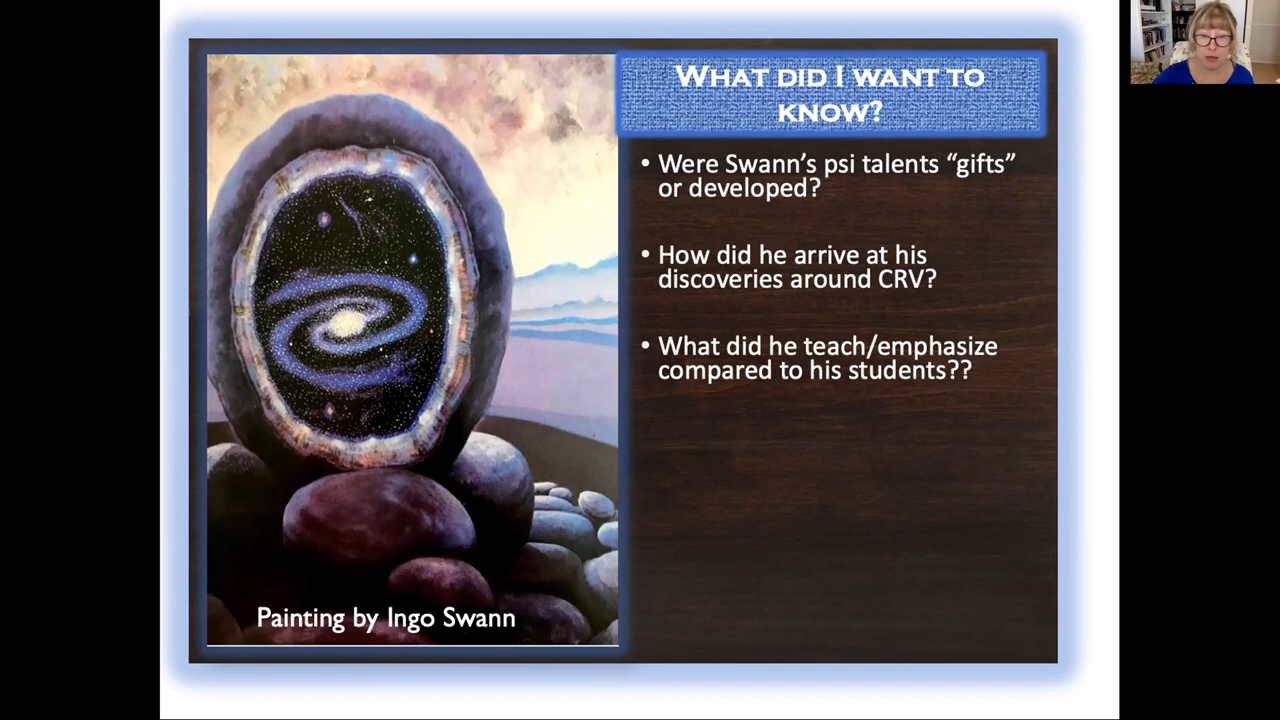 WHAT DID I WANT TO
KNOW?
• Were Swann's psi talents “gifts”
or developed?
• How did he arrive at his
discoveries around CRV?
• What did he teach/emphasize
compared to his students??
Painting by Ingo Swann